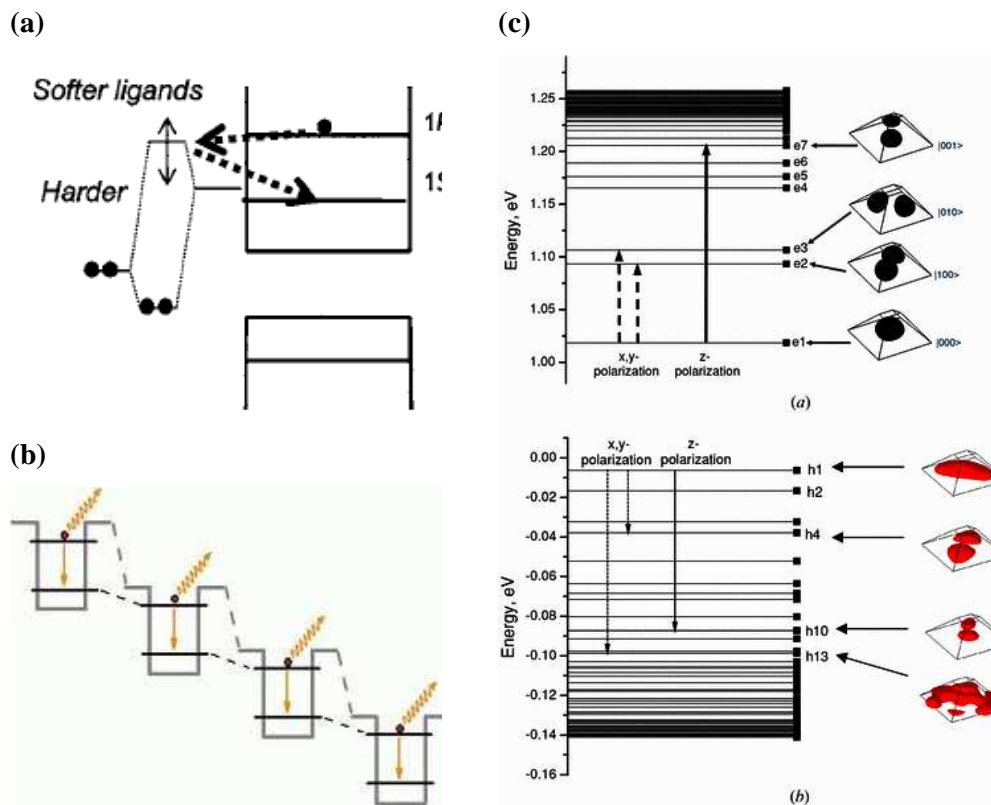 (a)
Softer ligands
Harder
(b)
(c)
Energy, eV
1.25
1.20
1.15
1.10
1.05
1.00
e7
e6
e5
e4
e3
e2
e1
|001>
|010>
|100>
|000>
x,y-
polarization
z-
polarization
(a)
Energy, eV
0.00
-0.02
-0.04
-0.06
-0.08
-0.10
-0.12
-0.14
-0.16
x,y-
polarization
z-
polarization
h1
h2
h4
h10
h13
(b)